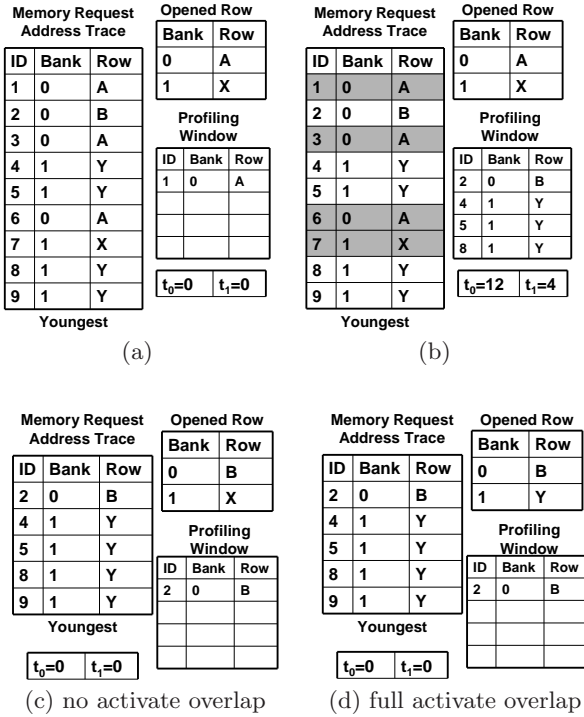 Memory Request
Address Trace
ID Bank Row
1 0 A
2 0 B
3 0 A
4 1 Y
5 1 Y
6 0 A
7 1 X
8 1 Y
9 1 Y
Youngest
Opened Row
Bank Row
0 A
1 X
Profiling
Window
ID Bank Row
1 0 A
t0=0 t1=0
(a)
Memory Request
Address Trace
ID Bank Row
1 0 A
2 0 B
3 0 A
4 1 Y
5 1 Y
6 0 A
7 1 X
8 1 Y
9 1 Y
Youngest
Opened Row
Bank Row
0 A
1 X
Profiling
Window
ID Bank Row
2 0 B
4 1 Y
5 1 Y
8 1 Y
t0=12 t1=4
(b)
Memory Request
Address Trace
ID Bank Row
2 0 B
4 1 Y
5 1 Y
8 1 Y
9 1 Y
Youngest
t0=0 t1=0
Opened Row
Bank Row
0 B
1 X
Profiling
Window
ID Bank Row
2 0 B
(c) no activate overlap
Memory Request
Address Trace
ID Bank Row
2 0 B
4 1 Y
5 1 Y
8 1 Y
9 1 Y
Youngest
t0=0 t1=0
Opened Row
Bank Row
0 B
1 Y
Profiling
Window
ID Bank Row
2 0 B
(d) full activate overlap